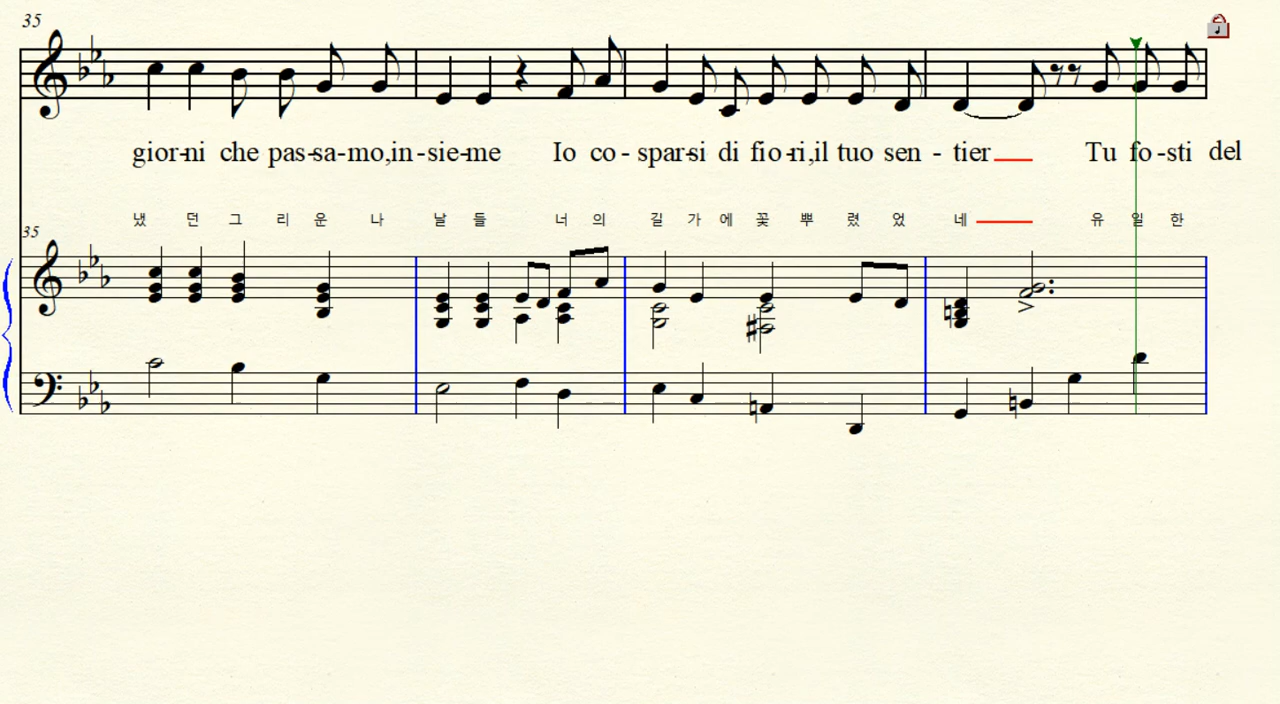 35
gior-ni che pas-sa-mo,in-sie-me Io co-spar-si di fio-ri,il tuo sen-tier Tu fo-sti del
냈 던 그 리 운 나 날 들 너 의 길 가 에 꽃 뿌 렸 었 네 유 일 한
35